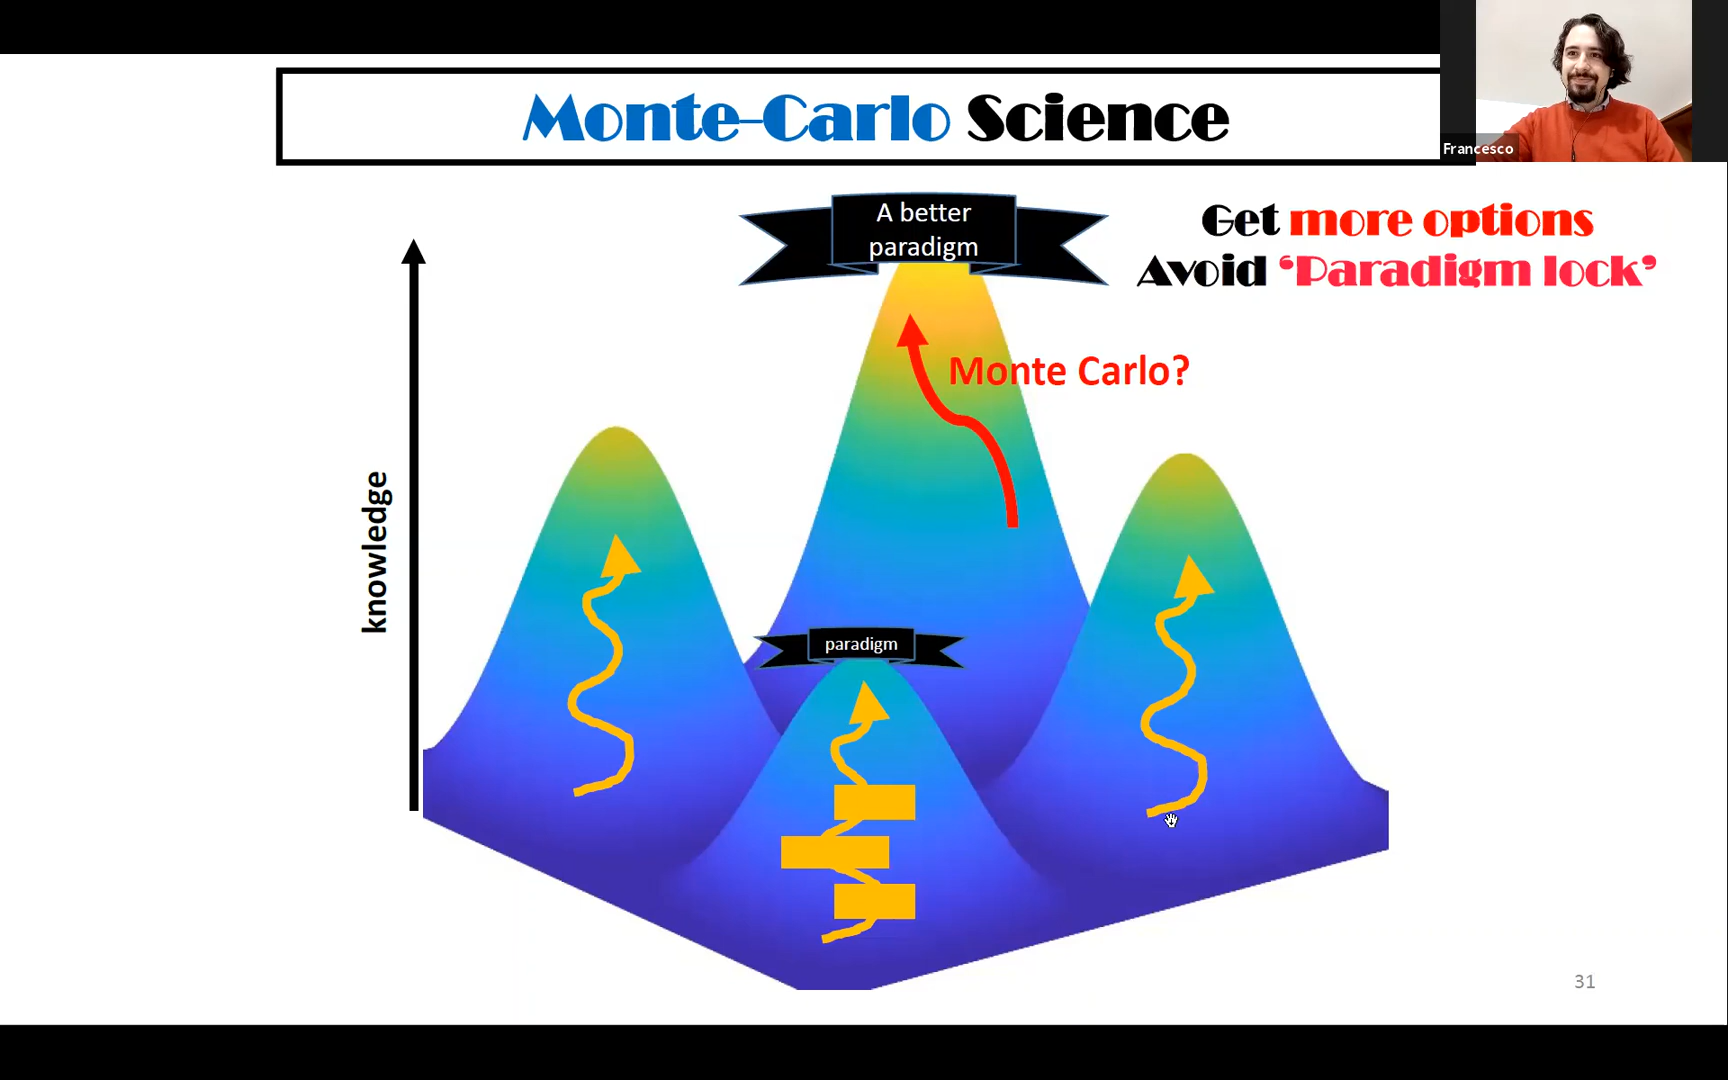 Monte-Carlo Science
Francesco
A better
paradigm
Get more options
Avoid ‘Paradigm lock’
Monte Carlo?
knowledge
paradigm
31